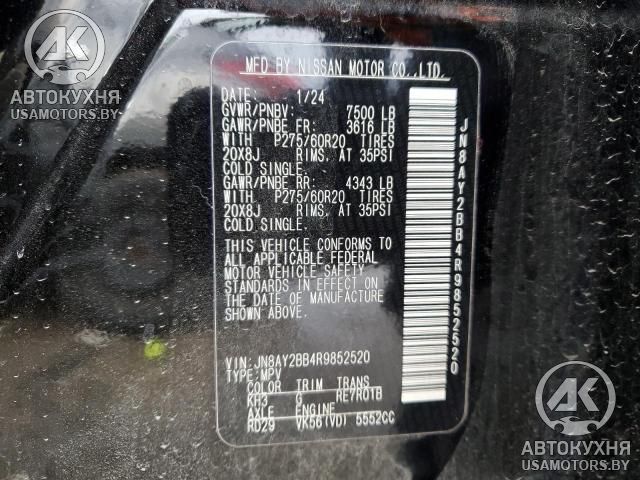 MFD BY NISSAN MOTOR CO.,LTD.
DATE: 1/24
GVWR/PNBV: 7500 LB
GAWR/PNBE FR: 3616 LB
WITH P275/60R20 TIRES
20X8J RIMS. AT 35PSI
COLD SINGLE.
GAWR/PNBE RR: 4343 LB
WITH P275/60R20 TIRES
20X8J RIMS. AT 35PSI
COLD SINGLE.
THIS VEHICLE CONFORMS TO
ALL APPLICABLE FEDERAL
MOTOR VEHICLE SAFETY
STANDARDS IN EFFECT ON
THE DATE OF MANUFACTURE
SHOWN ABOVE.
VIN: JN8AY2BB4R9852520
TYPE: MPV
COLOR TRIM TRANS
KH3 G RE7R01B
AXLE ENGINE
RD29 VK56(VD) 5552CC
JN8AY2BB4R9852520
АК
АВТОКУХНЯ
USAMOTORS.BY
АК
АВТОКУХНЯ
USAMOTORS.BY